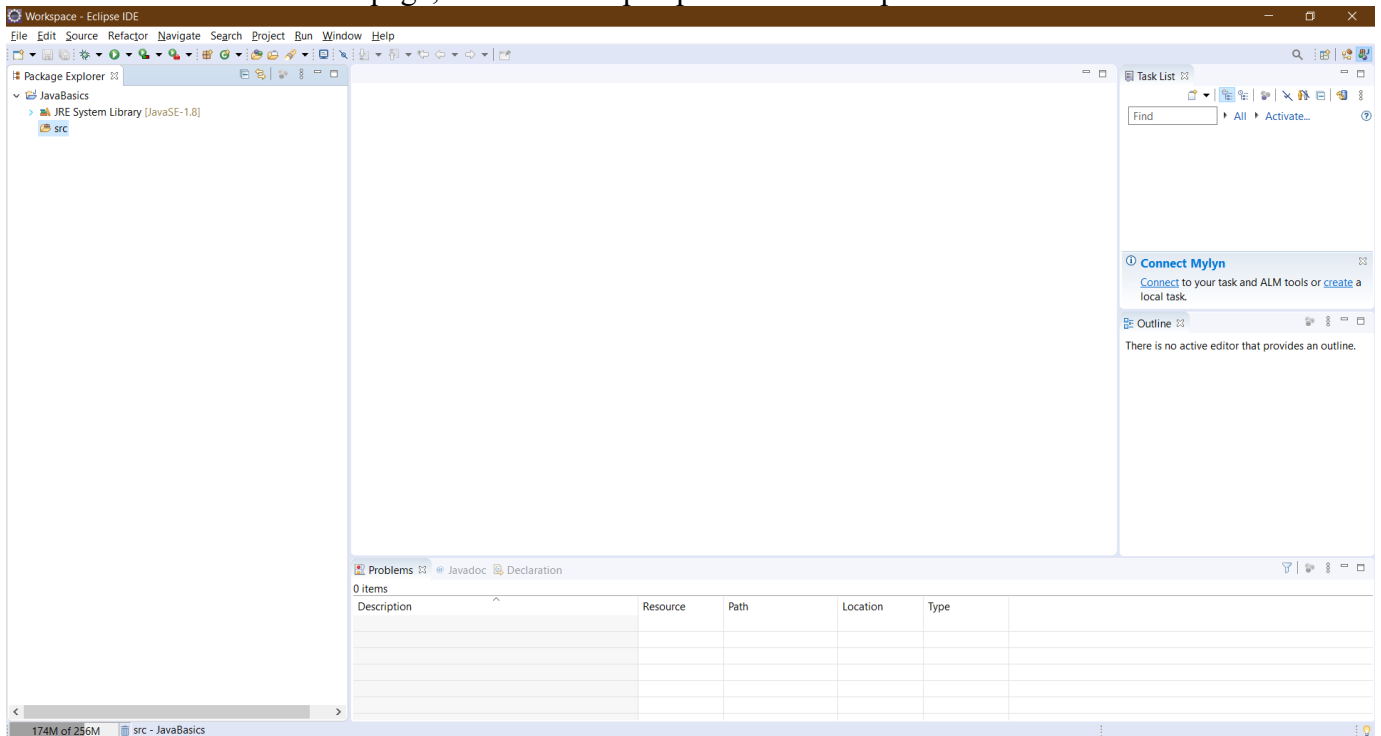 page,
Workspace - Eclipse IDE
File Edit Source Refactor Navigate Search Project Run Window Help
Package Explorer
JavaBasics
JRE System Library [JavaSE-1.8]
src
Task List
Find All Activate...
Connect Mylyn
Connect to your task and ALM tools or create a
local task.
Outline
There is no active editor that provides an outline.
Problems Javadoc Declaration
0 items
Description Resource Path Location Type
174M of 256M src - JavaBasics